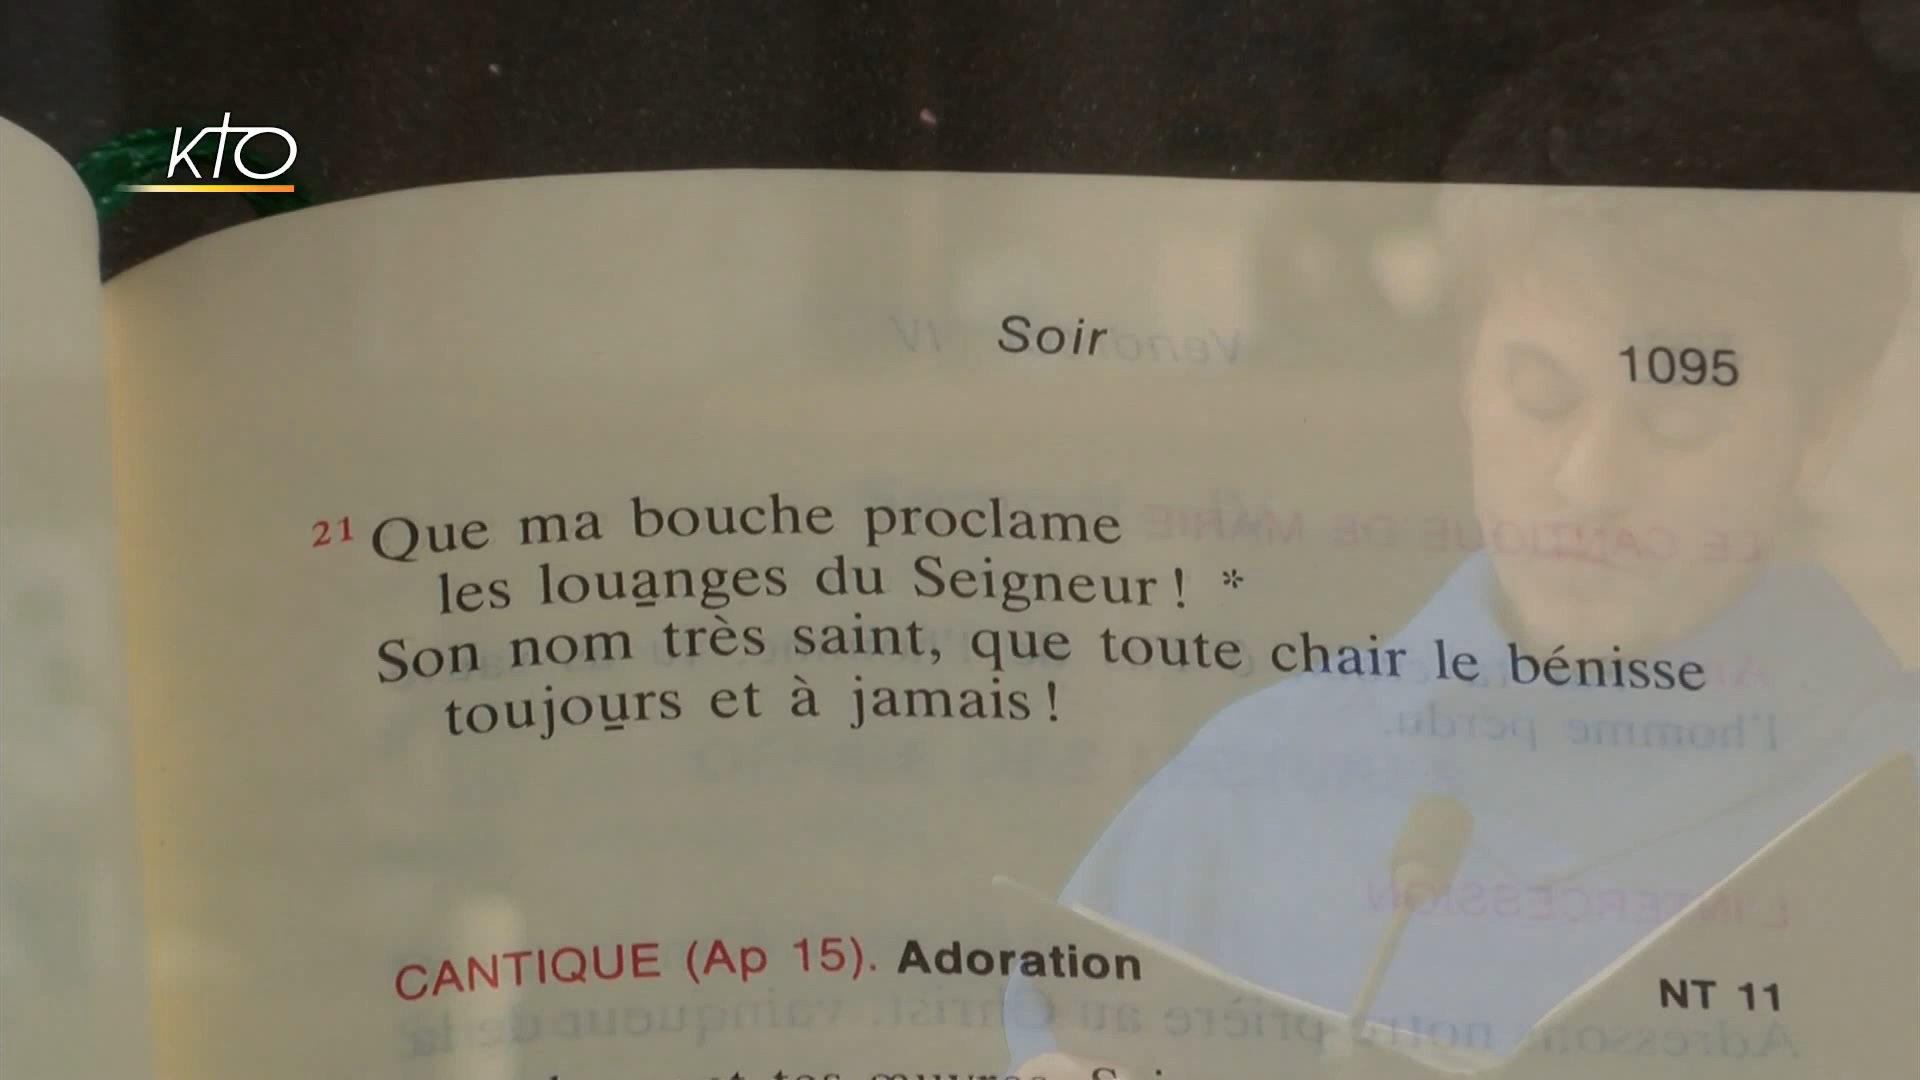 KTO
Soir
1095
21 Que ma bouche proclame
les louanges du Seigneur ! *
Son nom très saint, que toute chair le bénisse
toujours et à jamais !
CANTIQUE (Ap 15). Adoration
NT 11